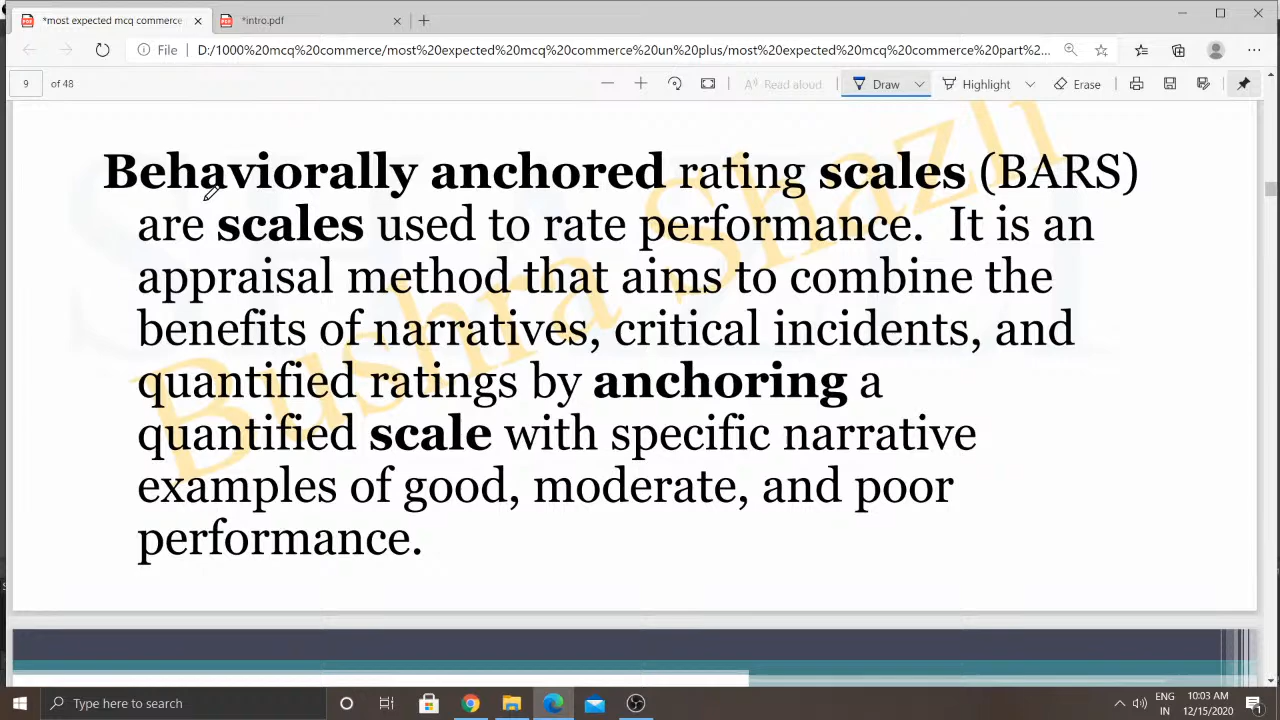 *most expected mcq commerce
*intro.pdf
File
D:/1000%20mcq%20commerce/most%20expected%20mcq%20commerce%20un%20plus/most%20expected%20mcq%20commerce%20part%2...
9 of 48
Read aloud
Draw
Highlight
Erase
Behaviorally anchored rating scales (BARS)
are scales used to rate performance. It is an
appraisal method that aims to combine the
benefits of narratives, critical incidents, and
quantified ratings by anchoring a
quantified scale with specific narrative
examples of good, moderate, and poor
performance.
Bushra Shazli
Type here to search
ENG
IN
10:03 AM
12/15/2020
1